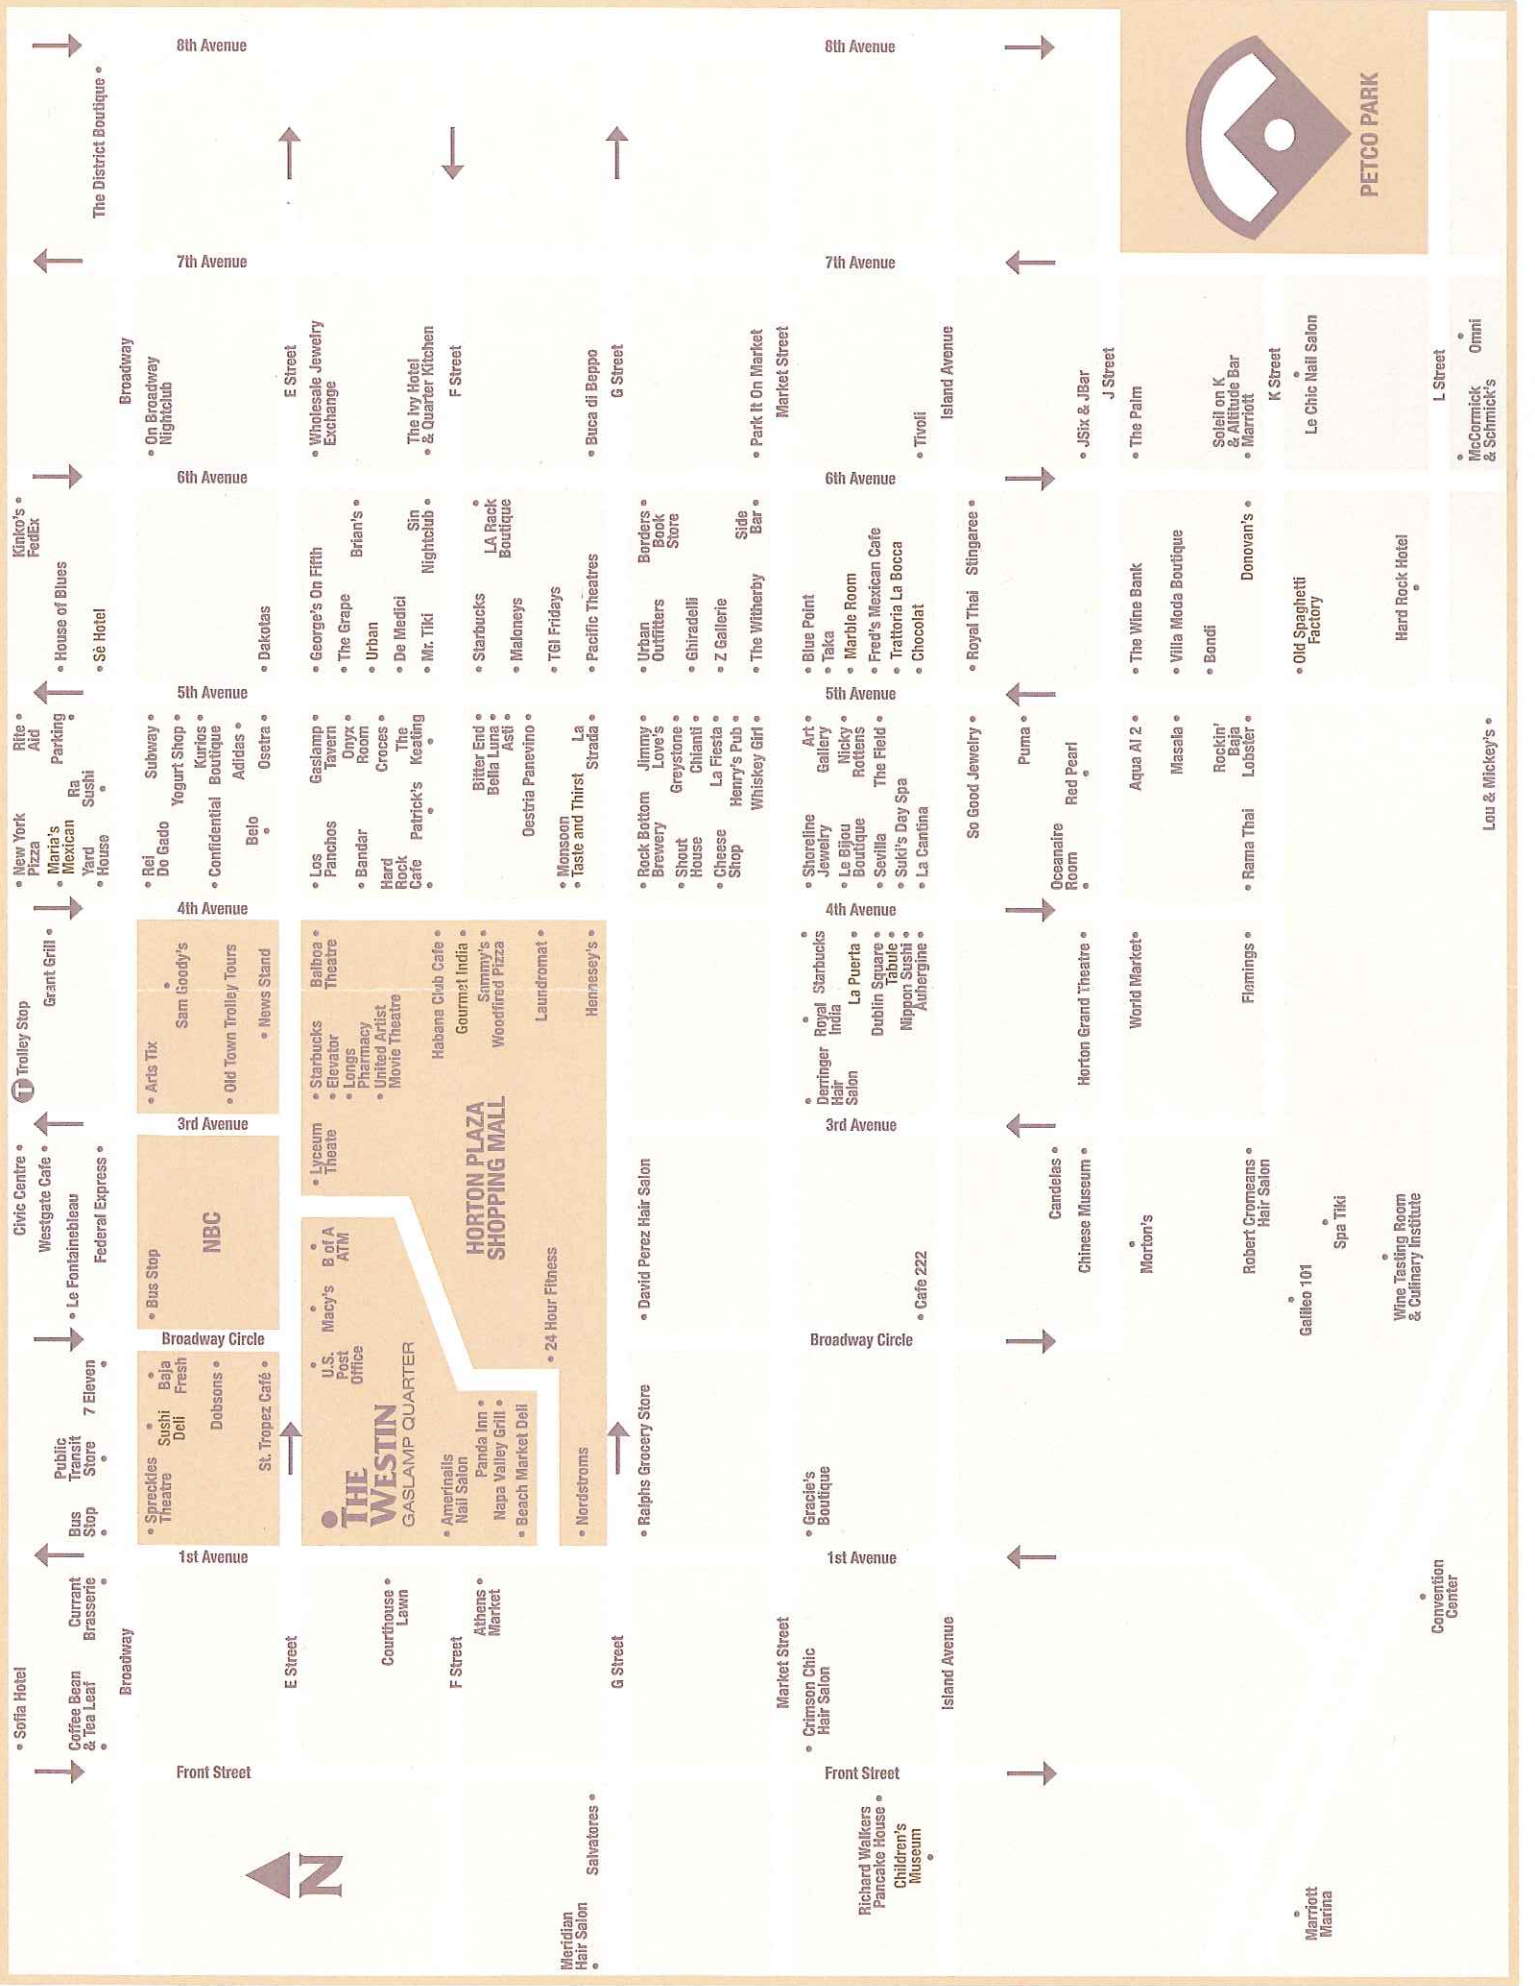 8th Avenue
8th Avenue
The District Boutique
PETCO PARK
7th Avenue
7th Avenue
Broadway
On Broadway
Nightclub
E Street
Wholesale Jewelry
Exchange
The Ivy Hotel
& Quarter Kitchen
F Street
Buca di Beppo
G Street
Park It On Market
Market Street
Tivoli
Island Avenue
JSix & JBar
J Street
The Palm
Soleil on K
& Altitude Bar
Marriott
K Street
Le Chic Nail Salon
L Street
McCormick
& Schmick's
Omni
6th Avenue
6th Avenue
Kinko's
FedEx
House of Blues
Sè Hotel
Dakotas
George's On Fifth
The Grape
Brian's
Urban
De Medici
Sin
Nightclub
Mr. Tiki
Starbucks
LA Rack
Boutique
Maloneys
TGI Fridays
Pacific Theatres
Urban
Outfitters
Borders
Book
Store
Ghiradelli
Z Gallerie
Side
Bar
The Witherby
Blue Point
Taka
Marble Room
Fred's Mexican Cafe
Trattoria La Bocca
Chocolat
Royal Thai
Stingaree
The Wine Bank
Villa Moda Boutique
Bondi
Donovan's
Old Spaghetti
Factory
Hard Rock Hotel
5th Avenue
5th Avenue
Rite
Aid
Parking
New York
Pizza
Maria's
Mexican
Ra
Sushi
Yard
House
Subway
Yogurt Shop
Kurios
Boutique
Adidas
Osetra
Rei
Do Gado
Confidential
Belo
Gaslamp
Tavern
Onyx
Room
Croces
The
Keating
Los
Panchos
Bandar
Hard
Rock
Cafe
Patrick's
Bitter End
Bella Luna
Asti
Oestria Panevino
La
Strada
Monsoon
Taste and Thirst
Jimmy
Love's
Greystone
Chianti
La Fiesta
Henry's Pub
Whiskey Girl
Rock Bottom
Brewery
Shout
House
Cheese
Shop
Art
Gallery
Nicky
Rottens
The Field
Shoreline
Jewelry
Le Bijou
Boutique
Sevilla
Suki's Day Spa
La Cantina
So Good Jewelry
Puma
Red Pearl
Oceanaire
Room
Aqua Al 2
Masala
Rockin'
Baja
Lobster
Rama Thai
Lou & Mickey's
4th Avenue
4th Avenue
Trolley Stop
T
Grant Grill
Arts Tix
Sam Goody's
Old Town Trolley Tours
News Stand
Balboa
Theatre
Starbucks
Elevator
Longs
Pharmacy
United Artist
Movie Theatre
Habana Club Cafe
Gourmet India
Sammy's
Woodfired Pizza
Laundromat
Hennesey's
Derringer
Hair
Salon
Royal
India
Starbucks
La Puerta
Dublin Square
Tabule
Nippon Sushi
Aubergine
Horton Grand Theatre
World Market
Flemings
3rd Avenue
3rd Avenue
Civic Centre
Westgate Cafe
Le Fontainebleau
Federal Express
Bus Stop
NBC
Lyceum
Theate
Macy's
B of A
ATM
HORTON PLAZA
SHOPPING MALL
24 Hour Fitness
David Perez Hair Salon
Cafe 222
Candelas
Chinese Museum
Morton's
Robert Cromeans
Hair Salon
Galileo 101
Spa Tiki
Wine Tasting Room
& Culinary Institute
Broadway Circle
Broadway Circle
Bus
Stop
Public
Transit
Store
7 Eleven
Spreckles
Theatre
Sushi
Deli
Baja
Fresh
Dobsons
St. Tropez Café
U.S.
Post
Office
THE
WESTIN
GASLAMP QUARTER
Amerinails
Nail Salon
Panda Inn
Napa Valley Grill
Beach Market Deli
Nordstroms
Ralphs Grocery Store
Gracie's
Boutique
1st Avenue
1st Avenue
Sofia Hotel
Coffee Bean
& Tea Leaf
Currant
Brasserie
Broadway
E Street
Courthouse
Lawn
F Street
Athens
Market
G Street
Market Street
Crimson Chic
Hair Salon
Island Avenue
Convention
Center
Front Street
Front Street
N
Meridian
Hair Salon
Salvatores
Richard Walkers
Pancake House
Children's
Museum
Marriott
Marina